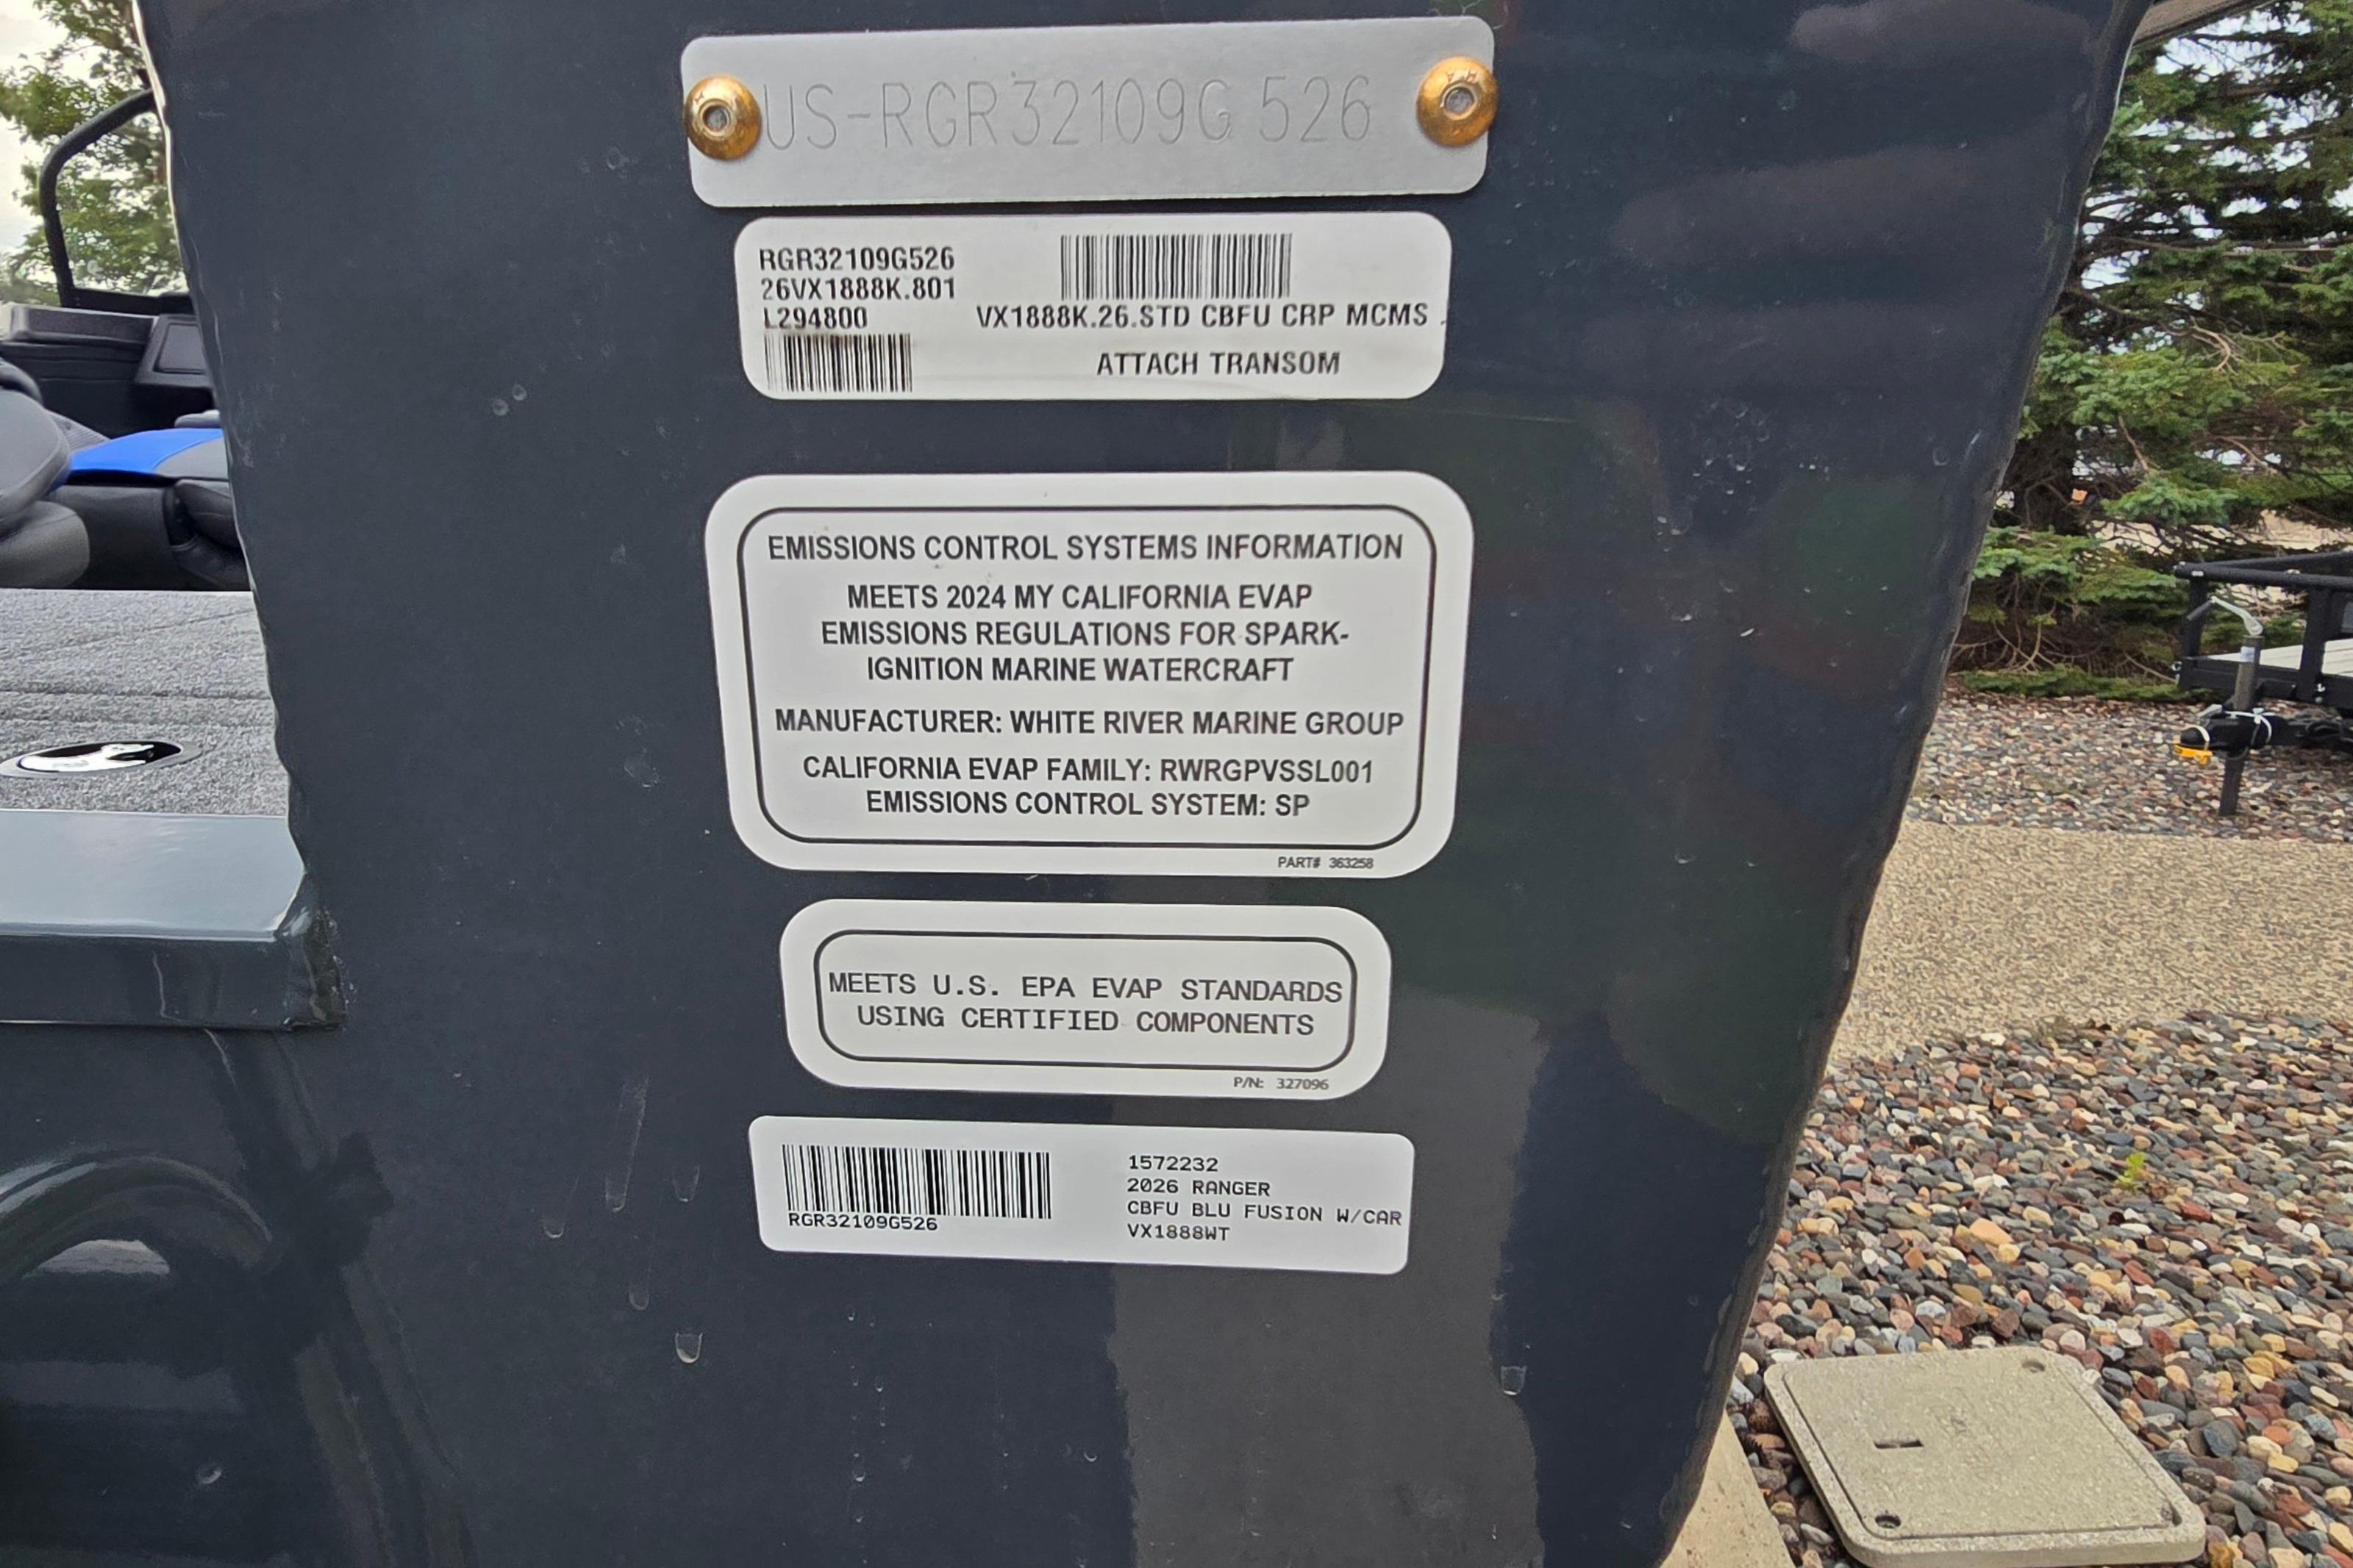 US-RGR32109G 526
RGR32109G526
26VX1888K.801
L294800
VX1888K.26.STD CBFU CRP MCMS
ATTACH TRANSOM
EMISSIONS CONTROL SYSTEMS INFORMATION
MEETS 2024 MY CALIFORNIA EVAP
EMISSIONS REGULATIONS FOR SPARK-
IGNITION MARINE WATERCRAFT
MANUFACTURER: WHITE RIVER MARINE GROUP
CALIFORNIA EVAP FAMILY: RWRGPVSSL001
EMISSIONS CONTROL SYSTEM: SP
PART# 363258
MEETS U.S. EPA EVAP STANDARDS
USING CERTIFIED COMPONENTS
P/N: 327096
RGR32109G526
1572232
2026 RANGER
CBFU BLU FUSION W/CAR
VX1888WT